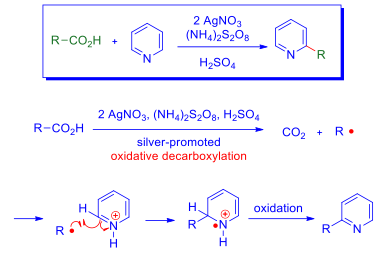 R–CO₂H + N 2 AgNO₃ (NH₄)₂S₂O₈ H₂SO₄ N R
R–CO₂H 2 AgNO₃, (NH₄)₂S₂O₈, H₂SO₄ silver-promoted oxidative decarboxylation CO₂ + R •
R • H N + H H R • N + H oxidation R N